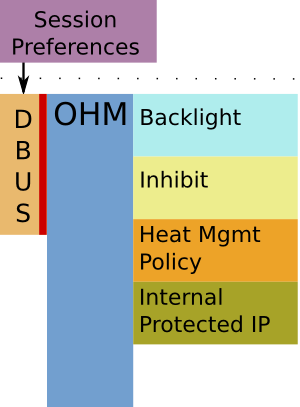 Session
Preferences
D
B
U
S
OHM
Backlight
Inhibit
Heat Mgmt
Policy
Internal
Protected IP